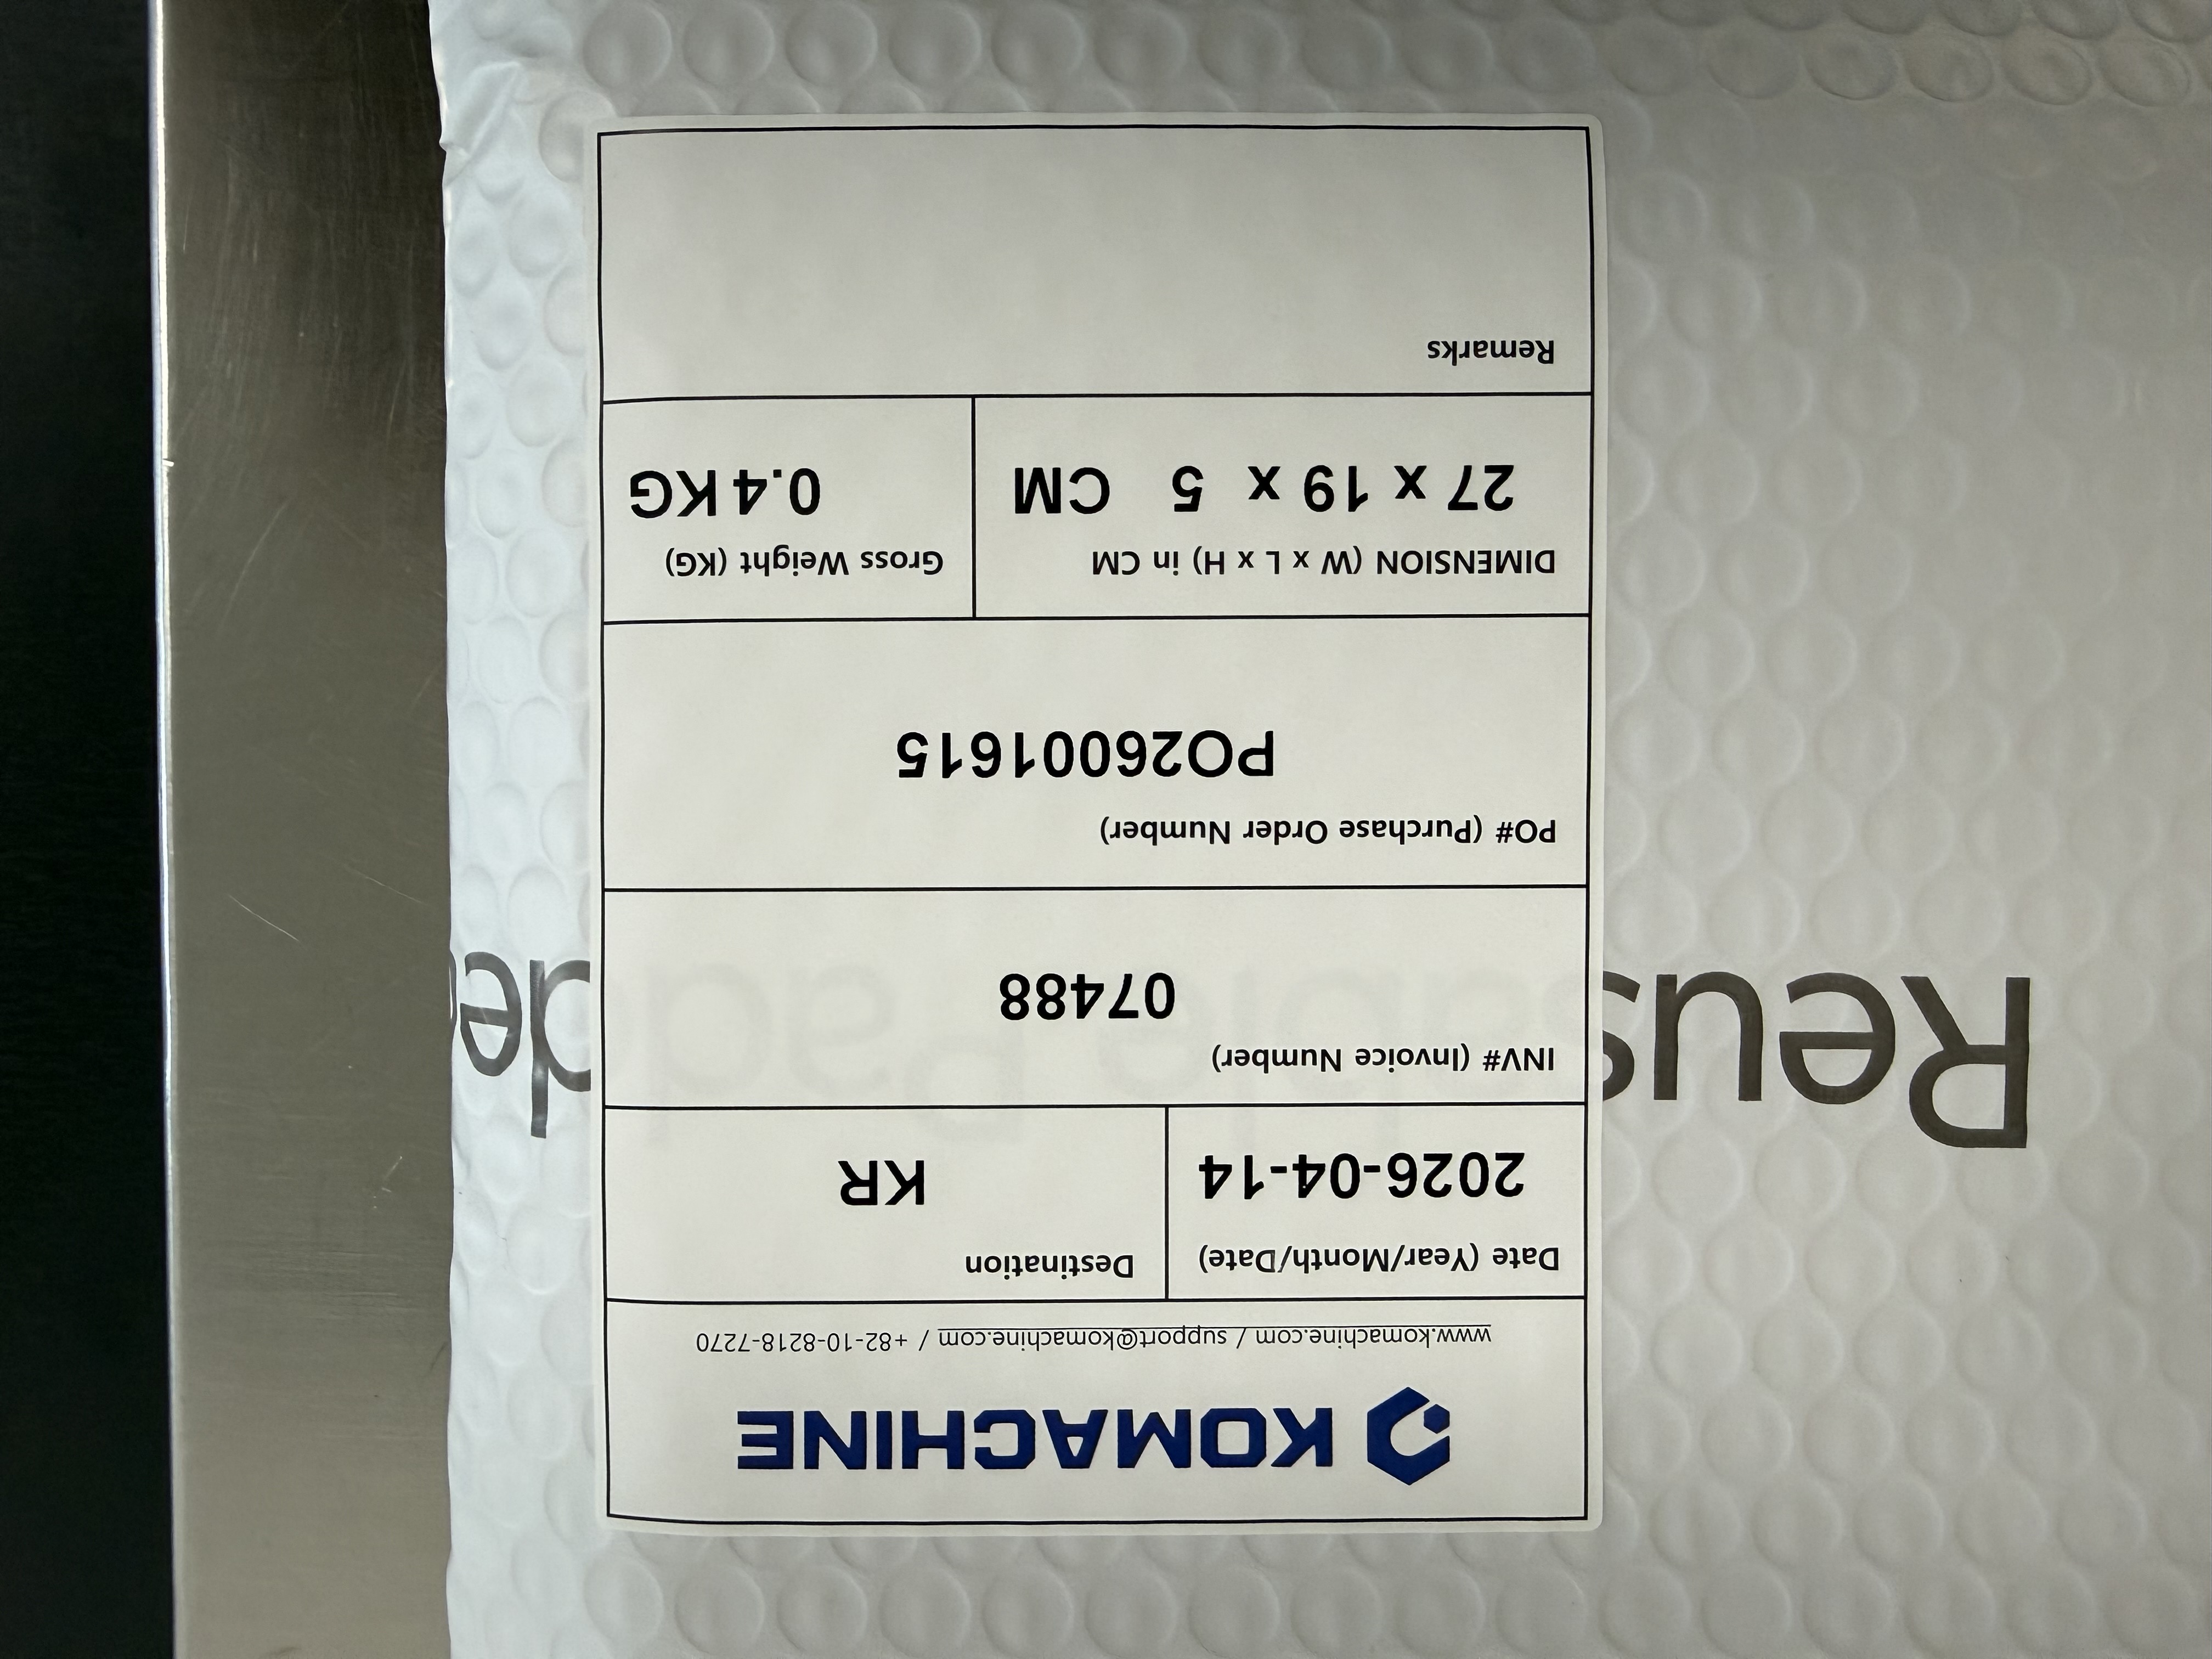 KOMACHINE
www.komachine.com / support@komachine.com / +82-10-8218-7270
Date (Year/Month/Date)
2026-04-14
Destination
KR
INV# (Invoice Number)
07488
PO# (Purchase Order Number)
PO26001615
DIMENSION (W x L x H) in CM
27 x 19 x 5 CM
Gross Weight (KG)
0.4 KG
Remarks